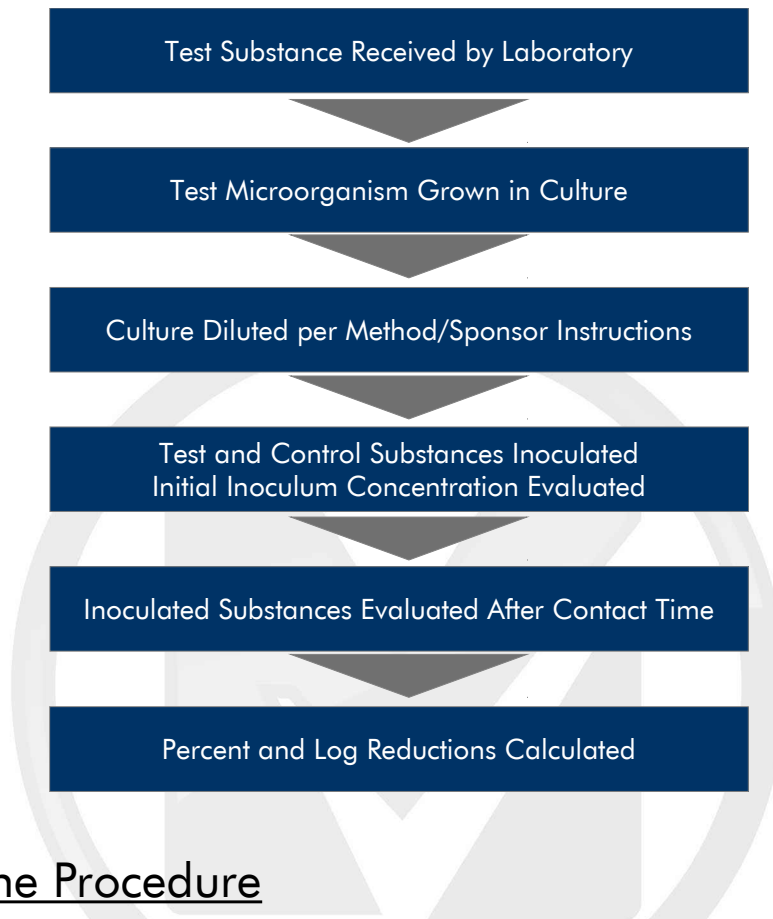 Test Substance Received by Laboratory
Test Microorganism Grown in Culture
Culture Diluted per Method/Sponsor Instructions
Test and Control Substances Inoculated
Initial Inoculum Concentration Evaluated
Inoculated Substances Evaluated After Contact Time
Percent and Log Reductions Calculated
Procedure